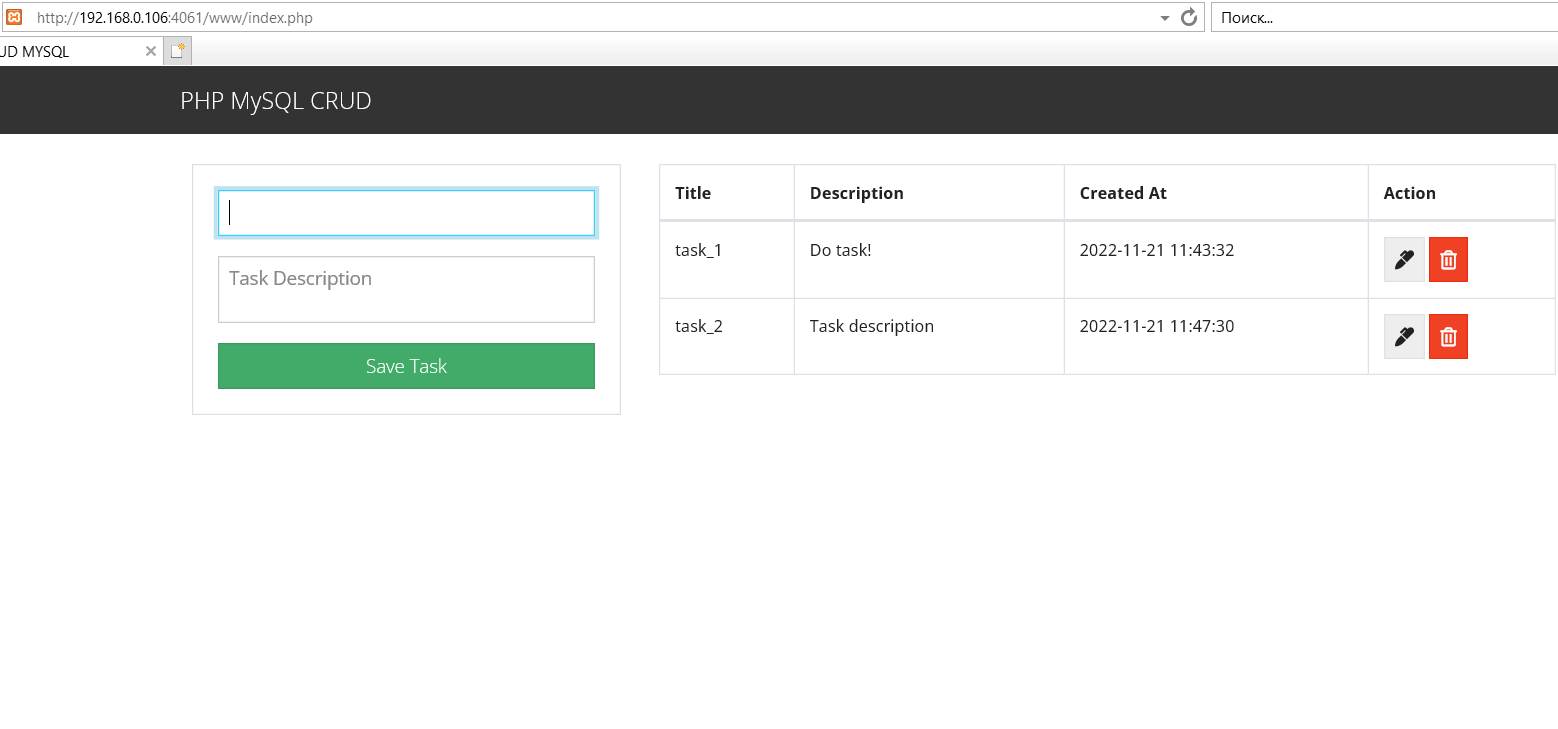 http://192.168.0.106:4061/www/index.php
Поиск...
UD MYSQL
PHP MySQL CRUD
Task Description
Save Task
Title Description Created At Action
task_1 Do task! 2022-11-21 11:43:32
task_2 Task description 2022-11-21 11:47:30